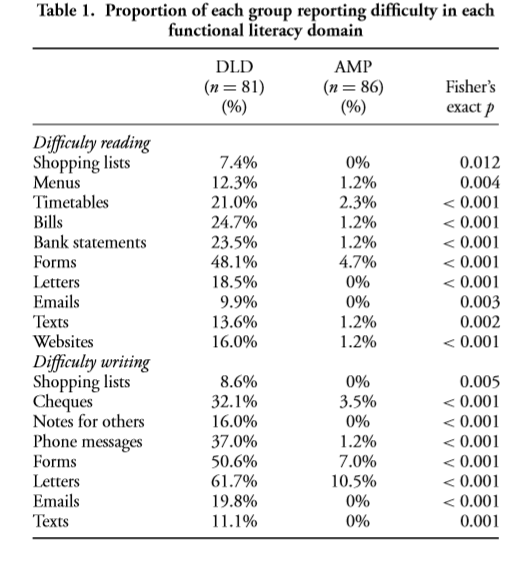 Table 1. Proportion of each group reporting difficulty in each
functional literacy domain
DLD AMP
(n = 81) (n = 86) Fisher's
(%) (%) exact p
Difficulty reading
Shopping lists 7.4% 0% 0.012
Menus 12.3% 1.2% 0.004
Timetables 21.0% 2.3% < 0.001
Bills 24.7% 1.2% < 0.001
Bank statements 23.5% 1.2% < 0.001
Forms 48.1% 4.7% < 0.001
Letters 18.5% 0% < 0.001
Emails 9.9% 0% 0.003
Texts 13.6% 1.2% 0.002
Websites 16.0% 1.2% < 0.001
Difficulty writing
Shopping lists 8.6% 0% 0.005
Cheques 32.1% 3.5% < 0.001
Notes for others 16.0% 0% < 0.001
Phone messages 37.0% 1.2% < 0.001
Forms 50.6% 7.0% < 0.001
Letters 61.7% 10.5% < 0.001
Emails 19.8% 0% < 0.001
Texts 11.1% 0% 0.001